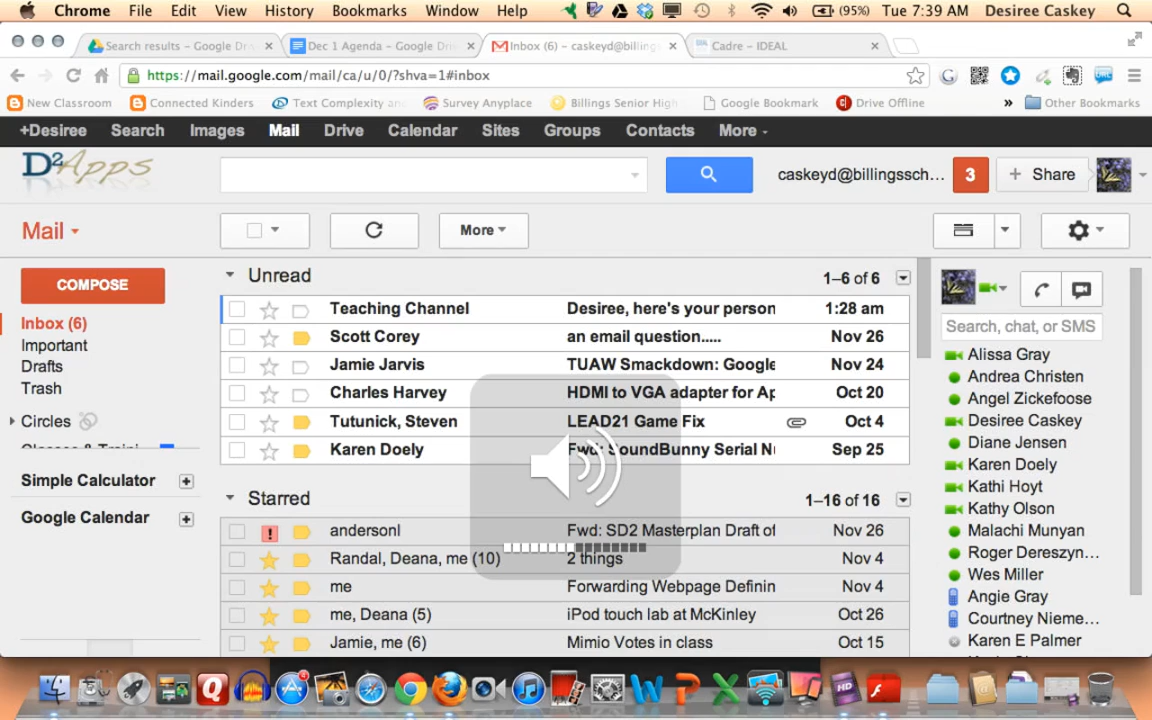 Chrome File Edit View History Bookmarks Window Help (95%) Tue 7:39 AM Desiree Caskey
Search results – Google Dri Dec 1 Agenda – Google Dr Inbox (6) – caskeyd@billing Cadre – IDEAL
https://mail.google.com/mail/ca/u/0/?shva=1#inbox
New Classroom Connected Kinders Text Complexity an Survey Anyplace Billings Senior High Google Bookmark Drive Offline » Other Bookmarks
+Desiree Search Images Mail Drive Calendar Sites Groups Contacts More
D2 Apps caskeyd@billingssch... 3 + Share
Mail More
COMPOSE
Inbox (6)
Important
Drafts
Trash
Circles
Simple Calculator
Google Calendar
Unread 1–6 of 6
Teaching Channel Desiree, here's your person 1:28 am
Scott Corey an email question..... Nov 26
Jamie Jarvis TUAW Smackdown: Google Nov 24
Charles Harvey HDMI to VGA adapter for Ap Oct 20
Tutunick, Steven LEAD21 Game Fix Oct 4
Karen Doely Fwd: SoundBunny Serial Nu Sep 25
Starred 1–16 of 16
andersonl Fwd: SD2 Masterplan Draft of Nov 26
Randal, Deana, me (10) 2 things Nov 4
me Forwarding Webpage Definin Nov 4
me, Deana (5) iPod touch lab at McKinley Oct 26
Jamie, me (6) Mimio Votes in class Oct 15
Search, chat, or SMS
Alissa Gray
Andrea Christen
Angel Zickefoose
Desiree Caskey
Diane Jensen
Karen Doely
Kathi Hoyt
Kathy Olson
Malachi Munyan
Roger Dereszyn...
Wes Miller
Angie Gray
Courtney Nieme...
Karen E Palmer